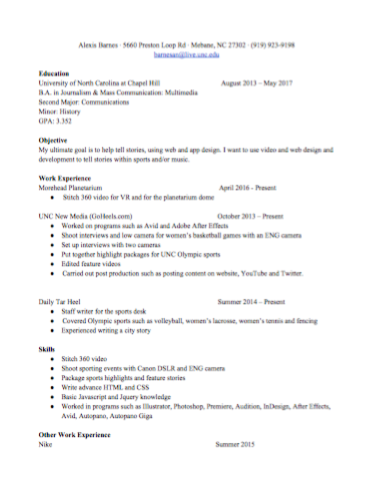 Alexis Barnes · 5660 Preston Loop Rd · Mebane, NC 27302 · (919) 923-9198
barnesar@live.unc.edu
Education
University of North Carolina at Chapel Hill August 2013 – May 2017
B.A. in Journalism & Mass Communication: Multimedia
Second Major: Communications
Minor: History
GPA: 3.352
Objective
My ultimate goal is to help tell stories, using web and app design. I want to use video and web design and
development to tell stories within sports and/or music.
Work Experience
Morehead Planetarium April 2016 - Present
● Stitch 360 video for VR and for the planetarium dome
UNC New Media (GoHeels.com) October 2013 – Present
● Worked on programs such as Avid and Adobe After Effects
● Shoot interviews and low camera for women's basketball games with an ENG camera
● Set up interviews with two cameras
● Put together highlight packages for UNC Olympic sports
● Edited feature videos
● Carried out post production such as posting content on website, YouTube and Twitter.
Daily Tar Heel Summer 2014 – Present
● Staff writer for the sports desk
● Covered Olympic sports such as volleyball, women's lacrosse, women's tennis and fencing
● Experienced writing a city story
Skills
● Stitch 360 video
● Shoot sporting events with Canon DSLR and ENG camera
● Package sports highlights and feature stories
● Write advance HTML and CSS
● Basic Javascript and Jquery knowledge
● Worked in programs such as Illustrator, Photoshop, Premiere, Audition, InDesign, After Effects,
Avid, Autopano, Autopano Giga
Other Work Experience
Nike Summer 2015